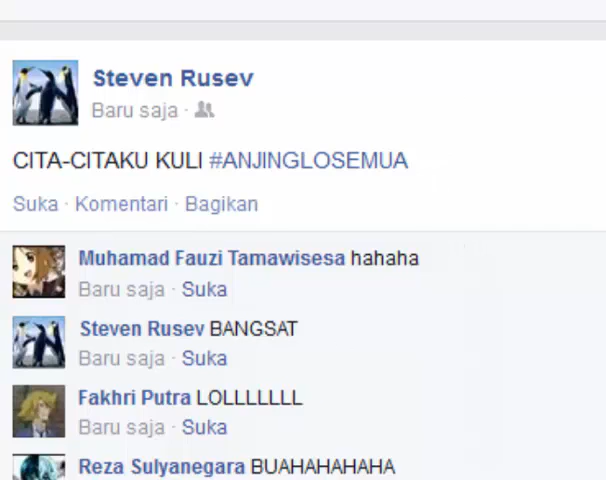 Steven Rusev
Baru saja ·
CITA-CITAKU KULI #ANJINGLOSEMUA
Suka · Komentari · Bagikan
Muhamad Fauzi Tamawisesa hahaha
Baru saja · Suka
Steven Rusev BANGSAT
Baru saja · Suka
Fakhri Putra LOLLLLLLL
Baru saja · Suka
Reza Sulyanegara BUAHAHAHAHA